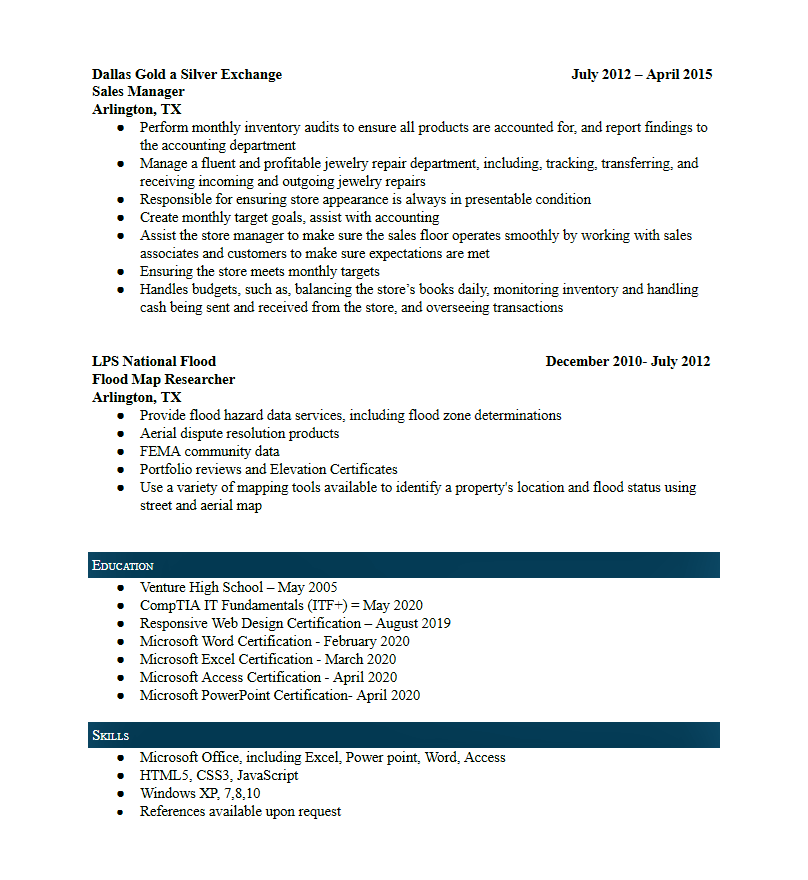 Dallas Gold a Silver Exchange July 2012 – April 2015
Sales Manager
Arlington, TX
● Perform monthly inventory audits to ensure all products are accounted for, and report findings to
the accounting department
● Manage a fluent and profitable jewelry repair department, including, tracking, transferring, and
receiving incoming and outgoing jewelry repairs
● Responsible for ensuring store appearance is always in presentable condition
● Create monthly target goals, assist with accounting
● Assist the store manager to make sure the sales floor operates smoothly by working with sales
associates and customers to make sure expectations are met
● Ensuring the store meets monthly targets
● Handles budgets, such as, balancing the store’s books daily, monitoring inventory and handling
cash being sent and received from the store, and overseeing transactions
LPS National Flood December 2010- July 2012
Flood Map Researcher
Arlington, TX
● Provide flood hazard data services, including flood zone determinations
● Aerial dispute resolution products
● FEMA community data
● Portfolio reviews and Elevation Certificates
● Use a variety of mapping tools available to identify a property's location and flood status using
street and aerial map
Education
● Venture High School – May 2005
● CompTIA IT Fundamentals (ITF+) = May 2020
● Responsive Web Design Certification – August 2019
● Microsoft Word Certification - February 2020
● Microsoft Excel Certification - March 2020
● Microsoft Access Certification - April 2020
● Microsoft PowerPoint Certification- April 2020
Skills
● Microsoft Office, including Excel, Power point, Word, Access
● HTML5, CSS3, JavaScript
● Windows XP, 7,8,10
● References available upon request